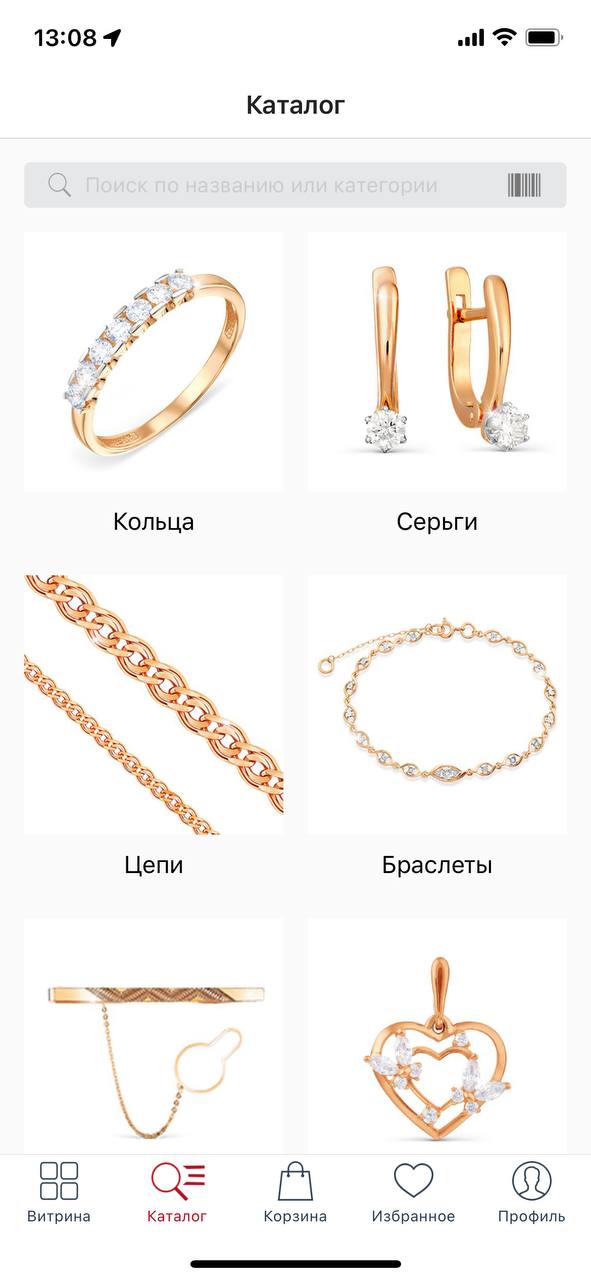 13:08
Каталог
Поиск по названию или категории
Кольца
Серьги
Цепи
Браслеты
Витрина
Каталог
Корзина
Избранное
Профиль